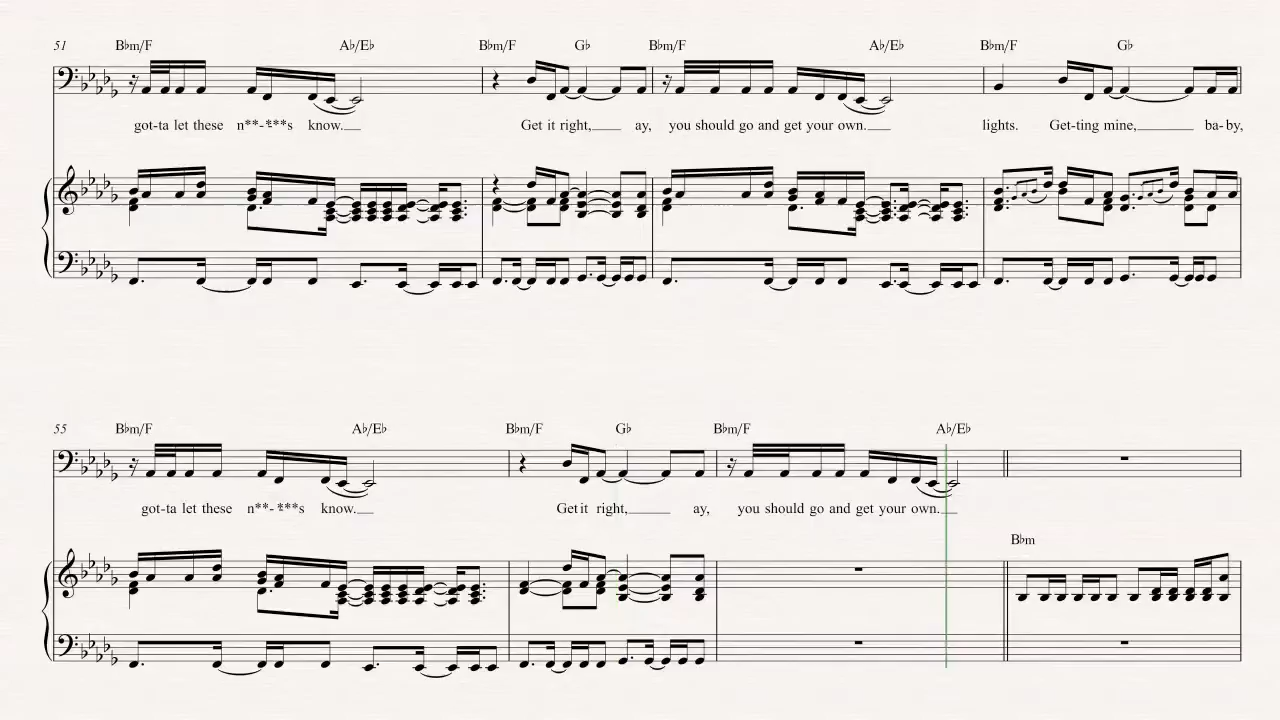 51
B♭m/F A♭/E♭ B♭m/F G♭ B♭m/F A♭/E♭ B♭m/F G♭
got-ta let these n**-***s know. Get it right, ay, you should go and get your own. lights. Get-ting mine, ba-by,
55
B♭m/F A♭/E♭ B♭m/F G♭ B♭m/F A♭/E♭
got-ta let these n**-***s know. Get it right, ay, you should go and get your own.
B♭m